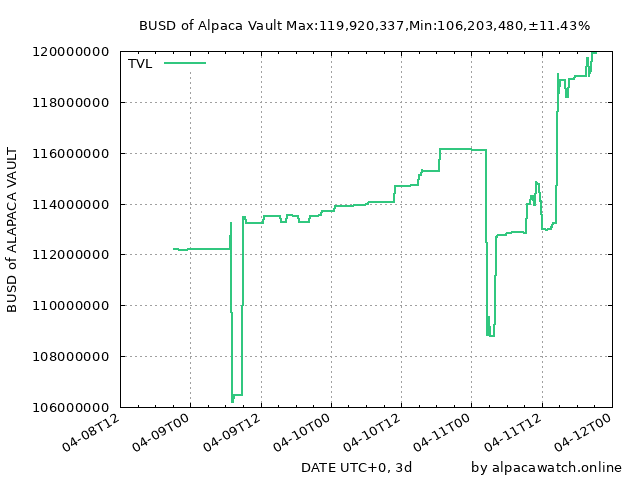 BUSD of Alpaca Vault Max:119,920,337,Min:106,203,480,±11.43%
TVL
BUSD of ALAPACA VAULT
120000000
118000000
116000000
114000000
112000000
110000000
108000000
106000000
04-08T12
04-09T00
04-09T12
04-10T00
04-10T12
04-11T00
04-11T12
04-12T00
DATE UTC+0, 3d
by alpacawatch.online